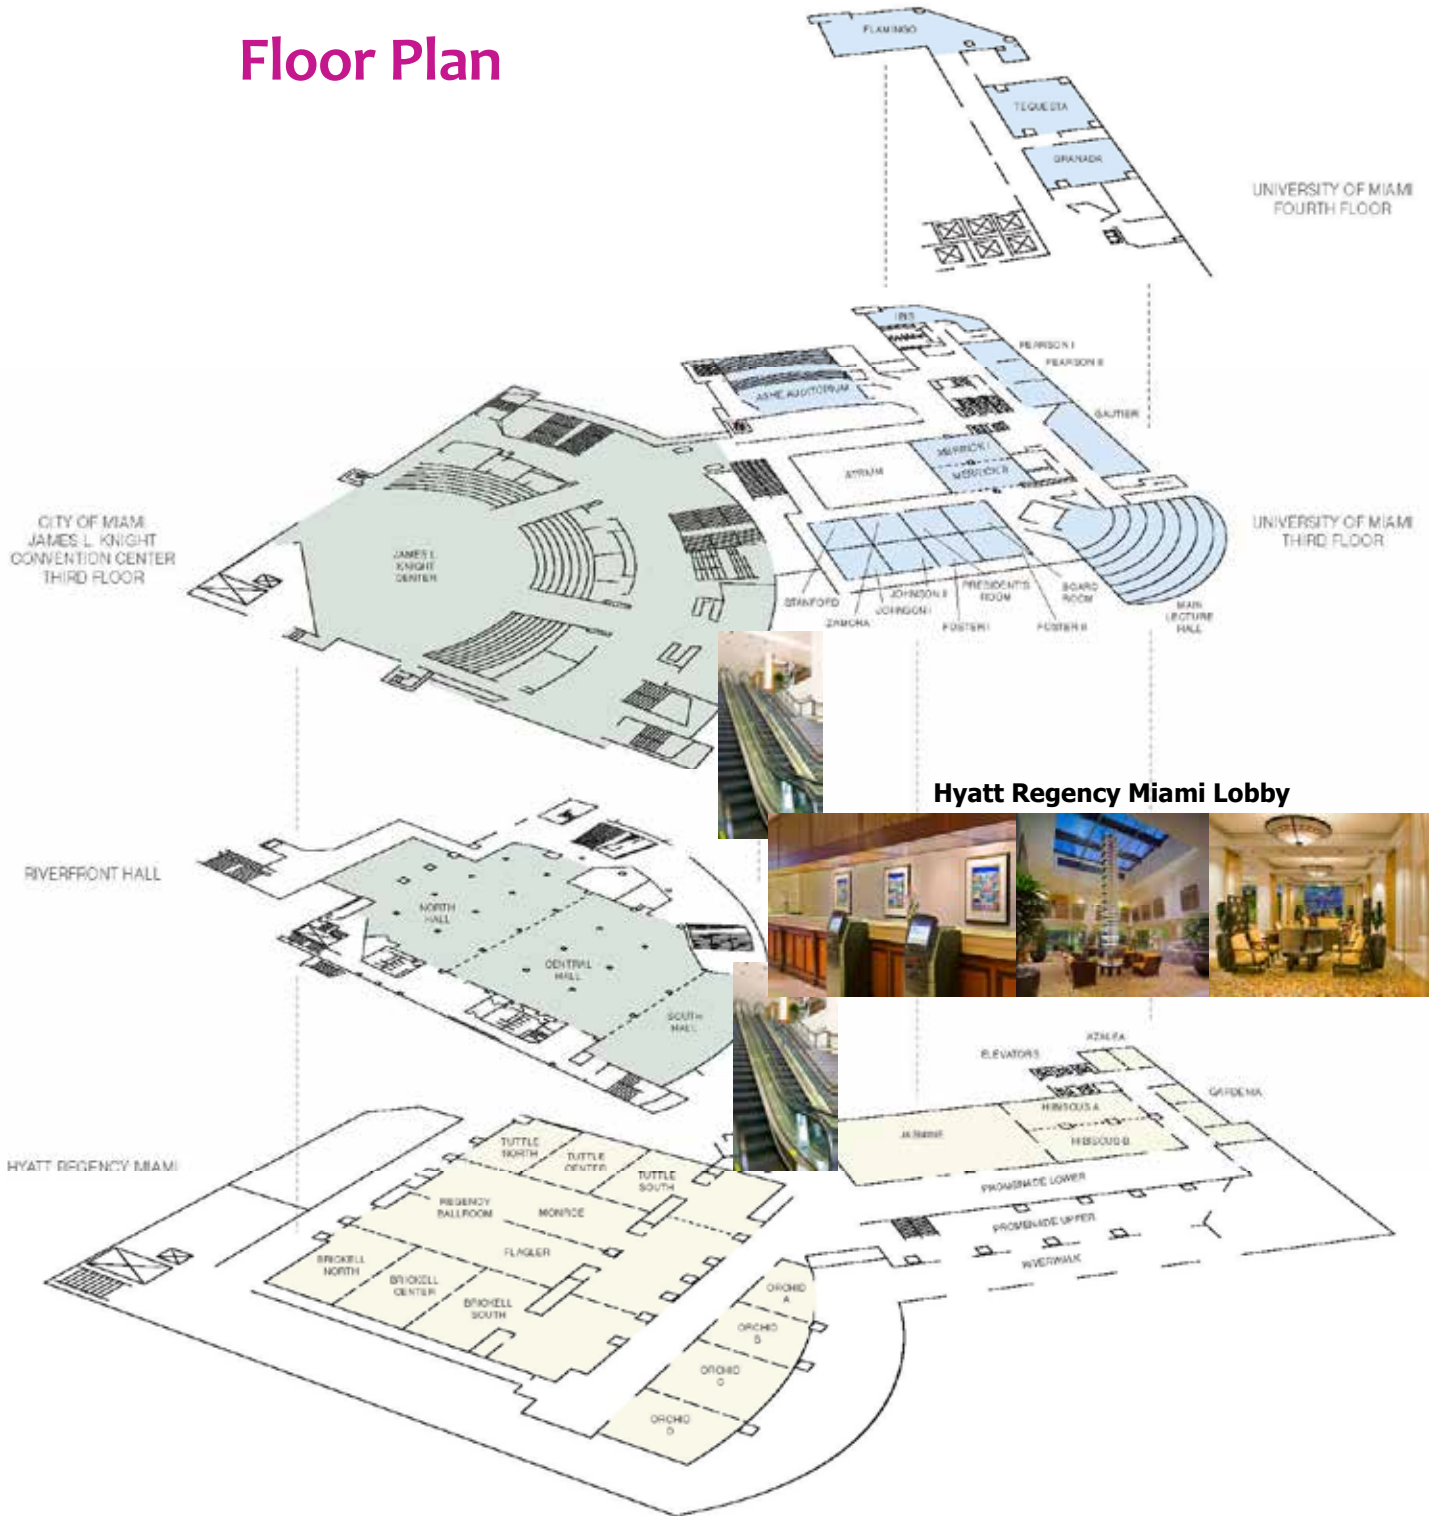 Floor Plan
FLAMINGO
TEQUESTA
GRANADA
UNIVERSITY OF MIAMI
FOURTH FLOOR
IBIS
PEARSON I
PEARSON II
ASHE AUDITORIUM
GAUTIER
MERRICK I
MERRICK II
ATRIUM
CITY OF MIAMI
JAMES L. KNIGHT
CONVENTION CENTER
THIRD FLOOR
JAMES L.
KNIGHT
CENTER
UNIVERSITY OF MIAMI
THIRD FLOOR
STANFORD
ZAMORA
JOHNSON I
JOHNSON II
FOSTER I
PRESIDENT'S
ROOM
FOSTER II
BOARD
ROOM
MAIN
LECTURE
HALL
Hyatt Regency Miami Lobby
RIVERFRONT HALL
NORTH
HALL
CENTRAL
HALL
SOUTH
HALL
AZALEA
ELEVATORS
GARDENIA
HIBISCUS A
HIBISCUS B
JASMINE
HYATT REGENCY MIAMI
TUTTLE
NORTH
TUTTLE
CENTER
TUTTLE
SOUTH
PROMENADE LOWER
REGENCY
BALLROOM
MONROE
PROMENADE UPPER
FLAGLER
RIVERWALK
BRICKELL
NORTH
BRICKELL
CENTER
BRICKELL
SOUTH
ORCHID
A
ORCHID
B
ORCHID
C
ORCHID
D